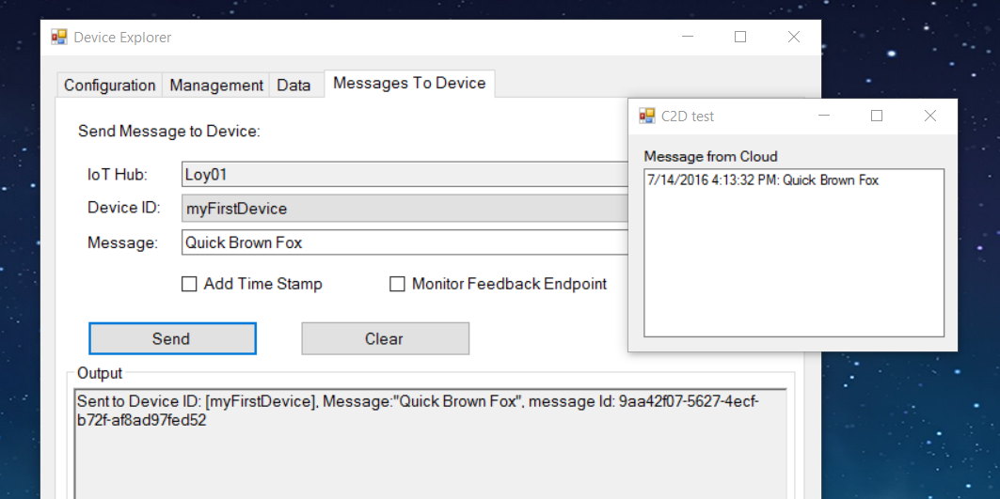 Device Explorer
Configuration Management Data Messages To Device
Send Message to Device:
IoT Hub: Loy01
Device ID: myFirstDevice
Message: Quick Brown Fox
Add Time Stamp Monitor Feedback Endpoint
Send Clear
Output
Sent to Device ID: [myFirstDevice], Message:"Quick Brown Fox", message Id: 9aa42f07-5627-4ecf-
b72f-af8ad97fed52
C2D test
Message from Cloud
7/14/2016 4:13:32 PM: Quick Brown Fox